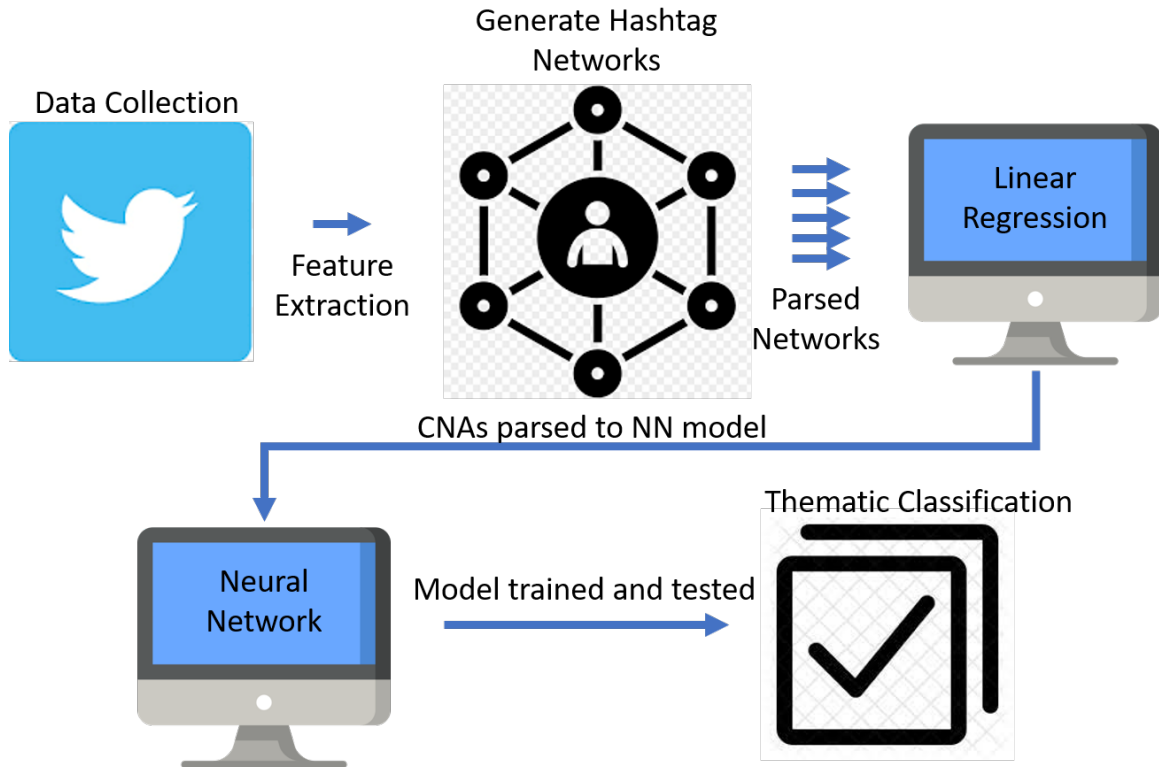 Generate Hashtag
Networks
Data Collection
Feature
Extraction
Parsed
Networks
Linear
Regression
CNAs parsed to NN model
Neural
Network
Model trained and tested
Thematic Classification